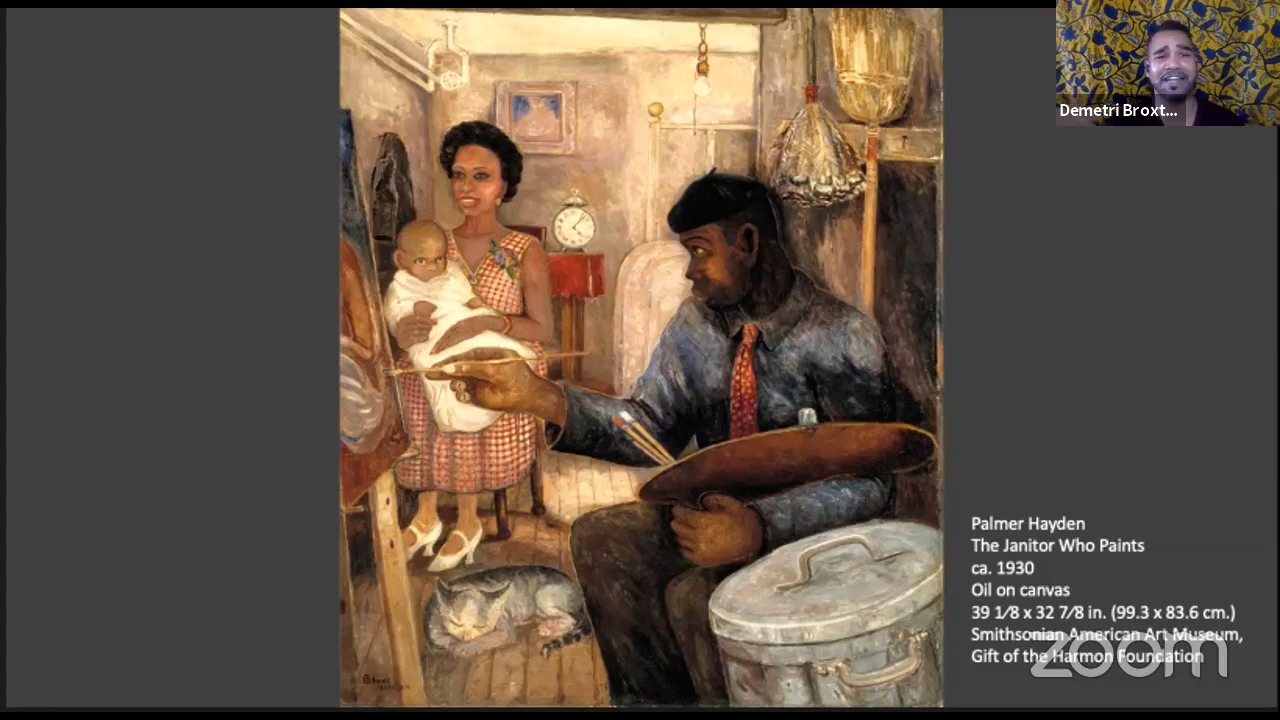 Demetri Broxt...
Palmer Hayden
The Janitor Who Paints
ca. 1930
Oil on canvas
39 1/8 x 32 7/8 in. (99.3 x 83.6 cm.)
Smithsonian American Art Museum,
Gift of the Harmon Foundation
zoom